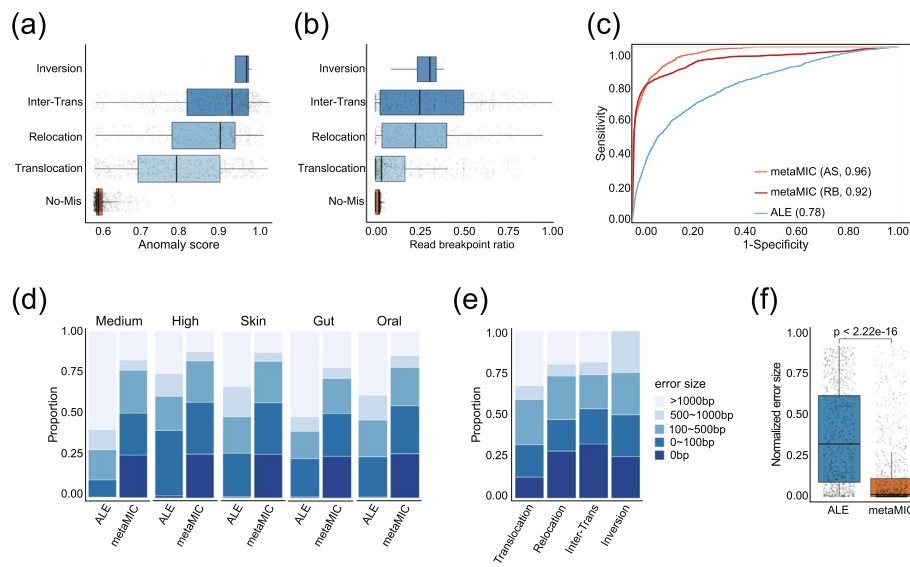 (a)
Inversion
Inter-Trans
Relocation
Translocation
No-Mis
0.6 0.8 1.0 1.0
Anomaly score
(b)
Inversion
Inter-Trans
Relocation
Translocation
No-Mis
0.00 0.25 0.50 0.75 1.00
Read breakpoint ratio
(c)
1.00
0.80
0.60
0.40
0.20
0.00
Sensitivity
metaMIC (AS, 0.96)
metaMIC (RB, 0.92)
ALE (0.78)
0.00 0.20 0.40 0.60 0.80 1.00
1-Specificity
(d)
Medium High Skin Gut Oral
1.00
0.75
0.50
0.25
0.00
Proportion
ALE metaMIC ALE metaMIC ALE metaMIC ALE metaMIC ALE metaMIC
(e)
1.00
0.75
0.50
0.25
0.00
Proportion
Translocation Relocation Inter-Trans Inversion
error size
>1000bp
500~1000bp
100~500bp
0~100bp
0bp
(f)
p < 2.22e-16
1.00
0.75
0.50
0.25
0.00
Normalized error size
ALE metaMIC